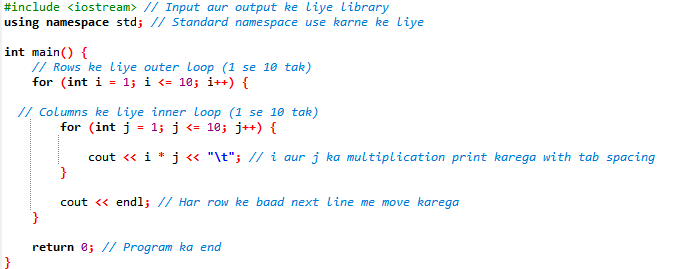 #include <iostream> // Input aur output ke liye library
using namespace std; // Standard namespace use karne ke liye
int main() {
// Rows ke liye outer loop (1 se 10 tak)
for (int i = 1; i <= 10; i++) {
// Columns ke liye inner loop (1 se 10 tak)
for (int j = 1; j <= 10; j++) {
cout << i * j << "\t"; // i aur j ka multiplication print karega with tab spacing
}
cout << endl; // Har row ke baad next line me move karega
}
return 0; // Program ka end
}